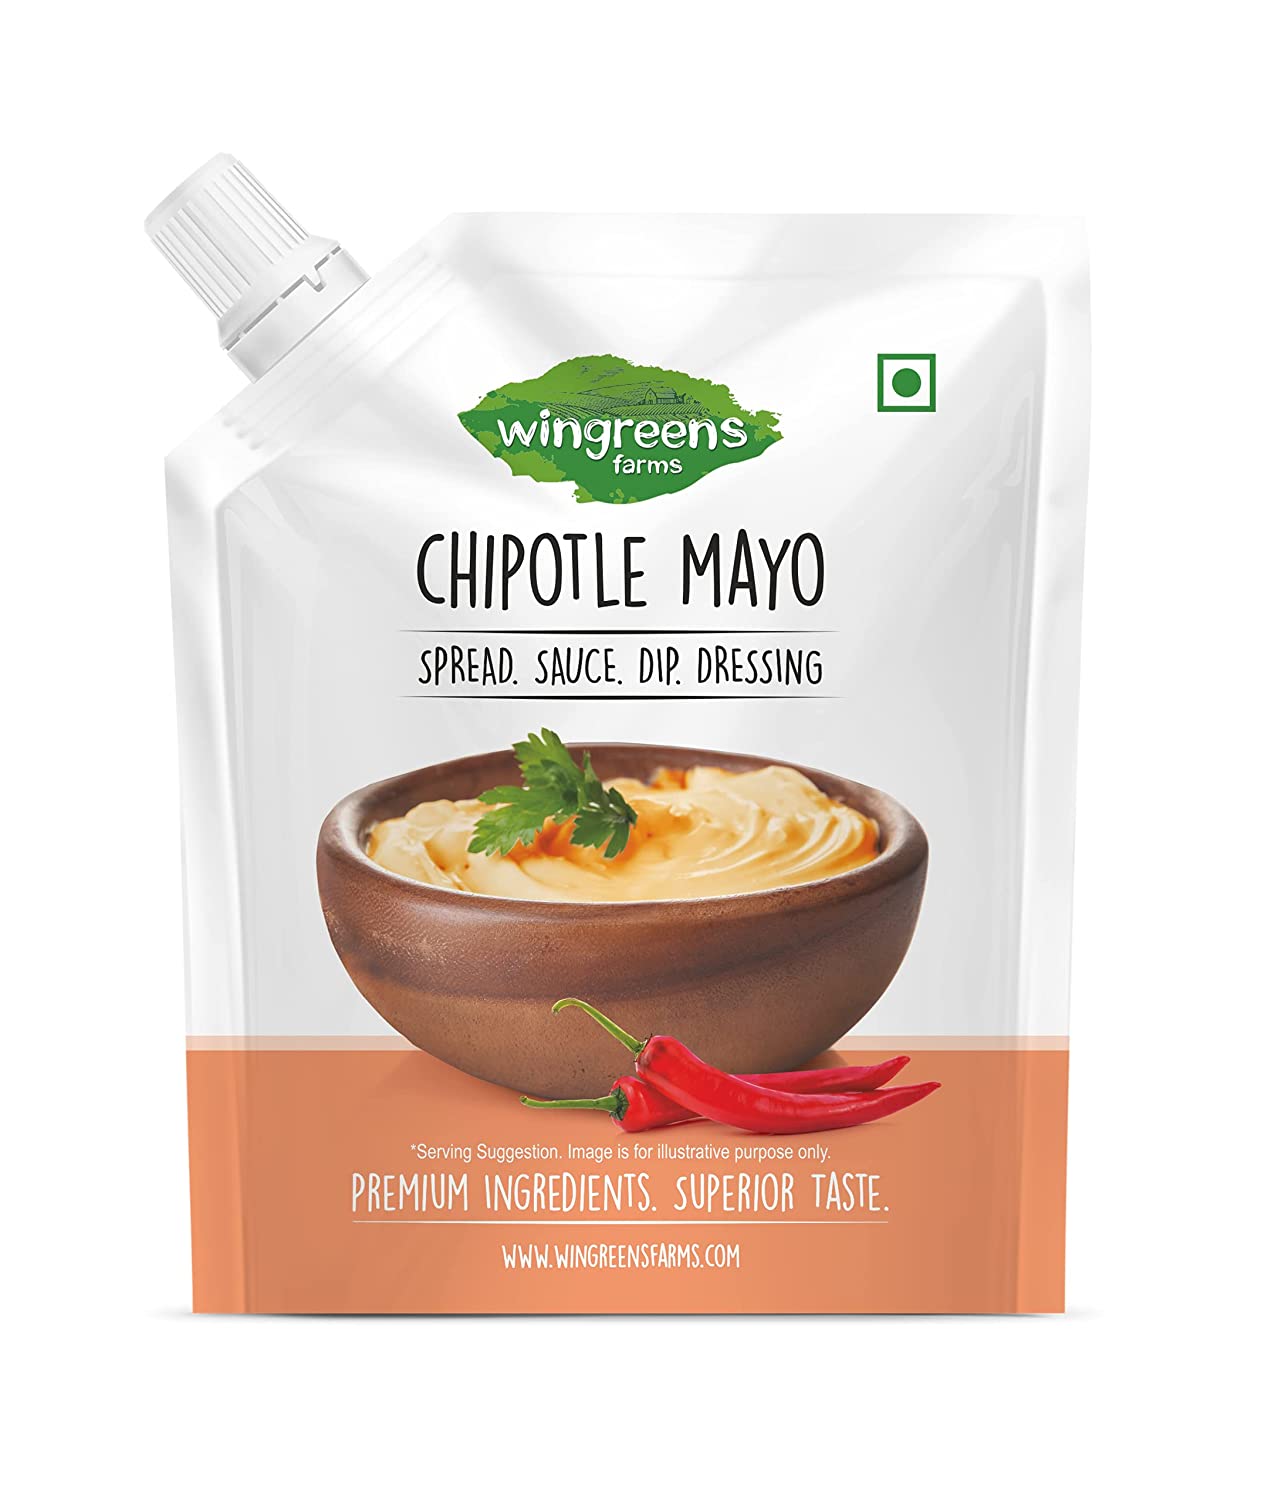 wingreens
farms
CHIPOTLE MAYO
SPREAD. SAUCE. DIP. DRESSING
*Serving Suggestion. Image is for illustrative purpose only.
PREMIUM INGREDIENTS. SUPERIOR TASTE.
WWW.WINGREENSFARMS.COM